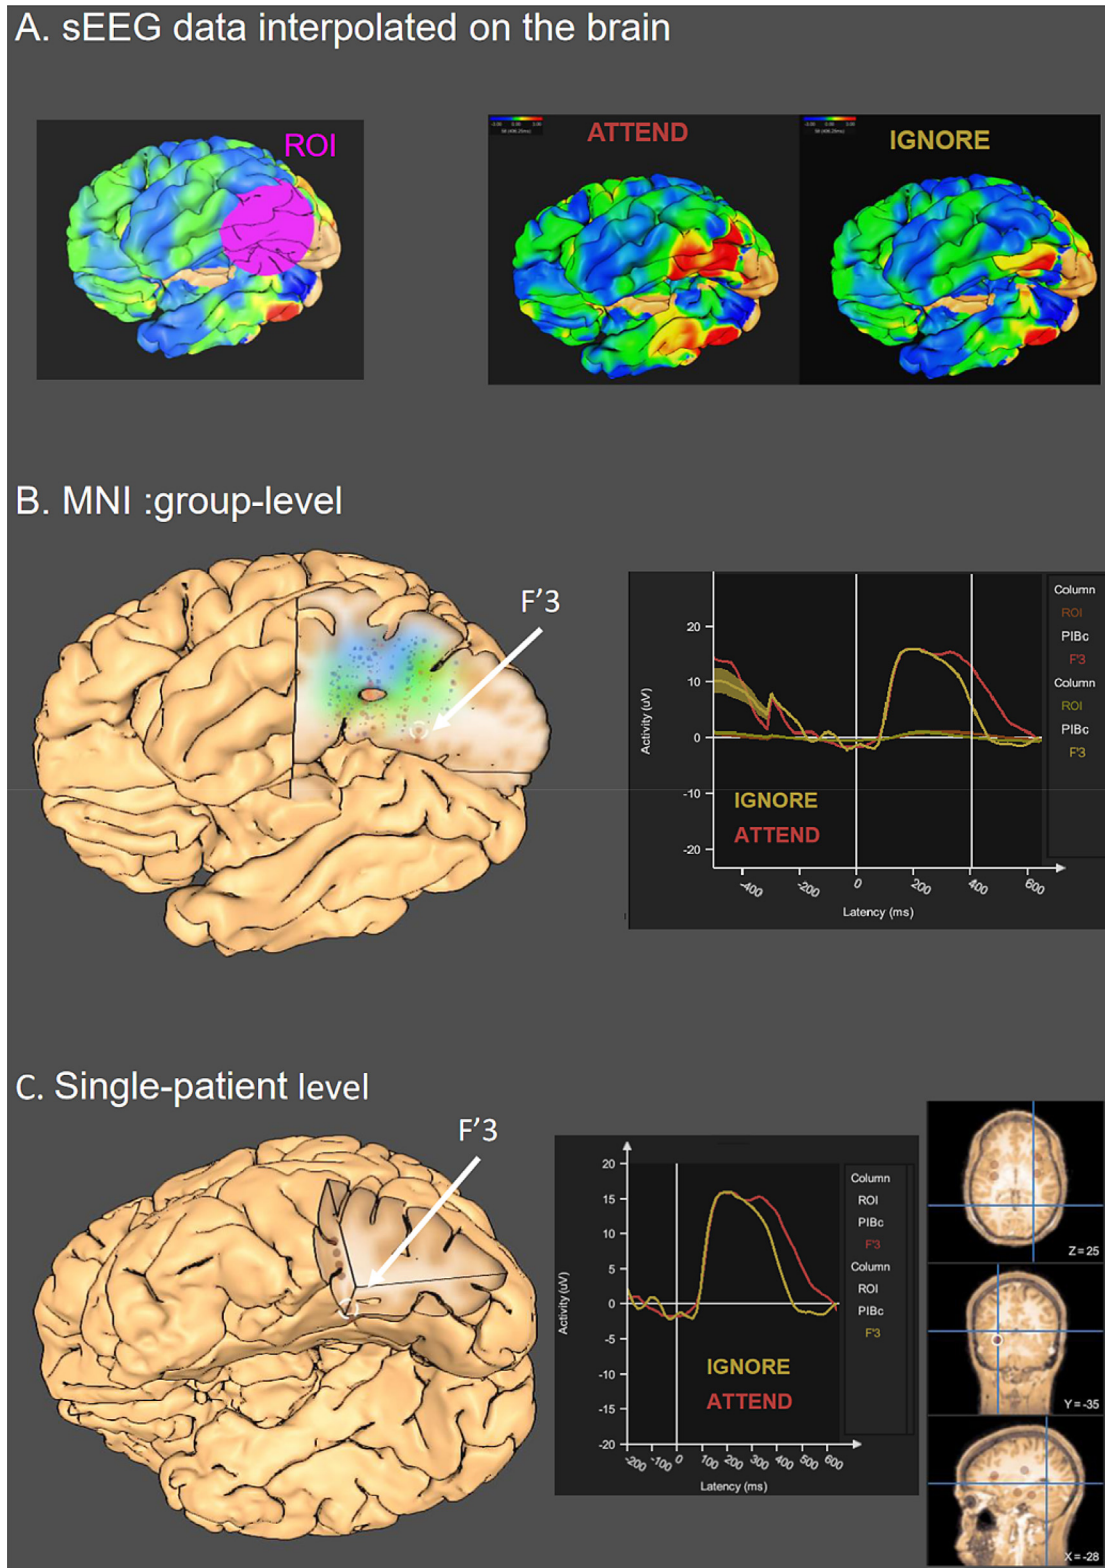 A. sEEG data interpolated on the brain
ROI
ATTEND
IGNORE
B. MNI :group-level
F'3
20
10
0
-10
-20
Activity (uV)
IGNORE
ATTEND
-400
-200
0
200
400
600
Latency (ms)
Column
ROI
PIBc
F'3
Column
ROI
PIBc
F'3
C. Single-patient level
F'3
20
15
10
5
0
-5
-10
-15
-20
Activity (uV)
IGNORE
ATTEND
-200
-100
0
100
200
300
400
500
600
Latency (ms)
Column
ROI
PIBc
F'3
Column
ROI
PIBc
F'3
Z = 25
Y = -35
X = -28